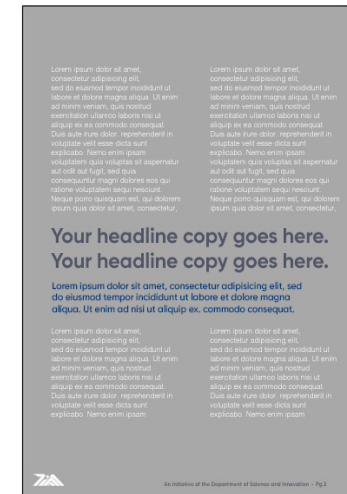 Lorem ipsum dolor sit amet,
consectetur adipisicing elit,
sed do eiusmod tempor incididunt ut
labore et dolore magna aliqua. Ut enim
ad minim veniam, quis nostrud
exercitation ullamco laboris nisi ut
aliquip ex ea commodo consequat.
Duis aute irure dolor. reprehenderit in
voluptate velit esse dicta sunt
explicabo. Nemo enim ipsam
voluptatem quia voluptas sit aspernatur
aut odit aut fugit, sed quia
consequuntur magni dolores eos qui
ratione voluptatem sequi nesciunt.
Neque porro quisquam est, qui dolorem
ipsum quia dolor sit amet, consectetur,
Lorem ipsum dolor sit amet,
consectetur adipisicing elit,
sed do eiusmod tempor incididunt ut
labore et dolore magna aliqua. Ut enim
ad minim veniam, quis nostrud
exercitation ullamco laboris nisi ut
aliquip ex ea commodo consequat.
Duis aute irure dolor. reprehenderit in
voluptate velit esse dicta sunt
explicabo. Nemo enim ipsam
voluptatem quia voluptas sit aspernatur
aut odit aut fugit, sed quia
consequuntur magni dolores eos qui
ratione voluptatem sequi nesciunt.
Neque porro quisquam est, qui dolorem
ipsum quia dolor sit amet, consectetur,
Your headline copy goes here.
Your headline copy goes here.
Lorem ipsum dolor sit amet, consectetur adipisicing elit, sed
do eiusmod tempor incididunt ut labore et dolore magna
aliqua. Ut enim ad nisi ut aliquip ex. commodo consequat.
Lorem ipsum dolor sit amet,
consectetur adipisicing elit,
sed do eiusmod tempor incididunt ut
labore et dolore magna aliqua. Ut enim
ad minim veniam, quis nostrud
exercitation ullamco laboris nisi ut
aliquip ex ea commodo consequat.
Duis aute irure dolor. reprehenderit in
voluptate velit esse dicta sunt
explicabo. Nemo enim ipsam
Lorem ipsum dolor sit amet,
consectetur adipisicing elit,
sed do eiusmod tempor incididunt ut
labore et dolore magna aliqua. Ut enim
ad minim veniam, quis nostrud
exercitation ullamco laboris nisi ut
aliquip ex ea commodo consequat.
Duis aute irure dolor. reprehenderit in
voluptate velit esse dicta sunt
explicabo. Nemo enim ipsam
An initiative of the Department of Science and Innovation - Pg.2